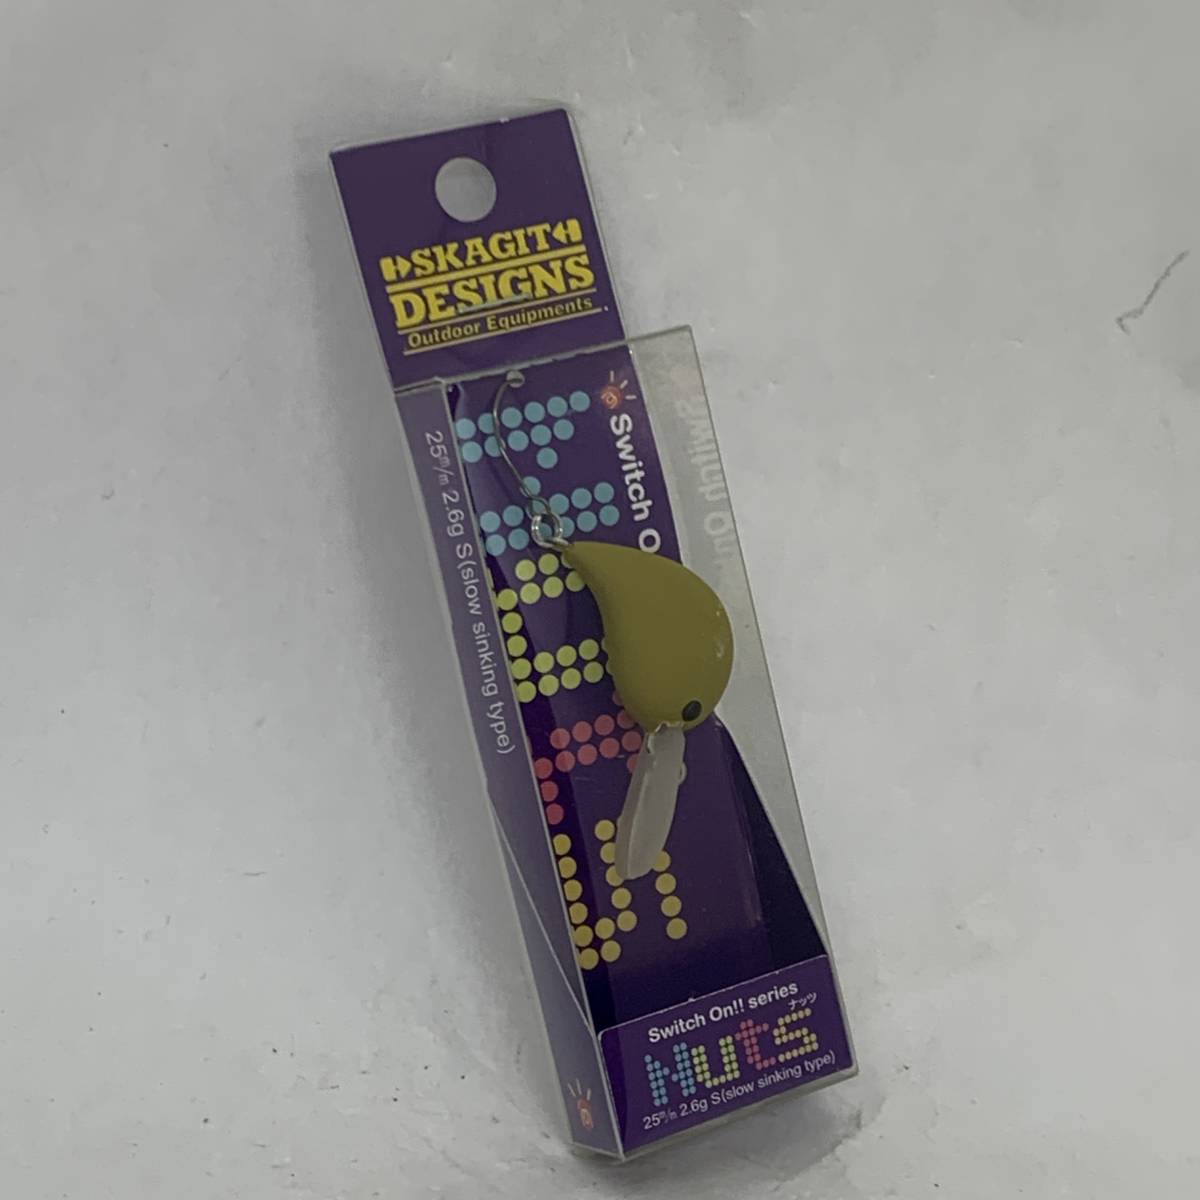 SKAGIT
DESIGNS
Outdoor Equipments
Switch O
25m/m 2.6g S(slow sinking type)
Nuts
Switch On!! series
ナッツ
Nuts
25m/m 2.6g S(slow sinking type)